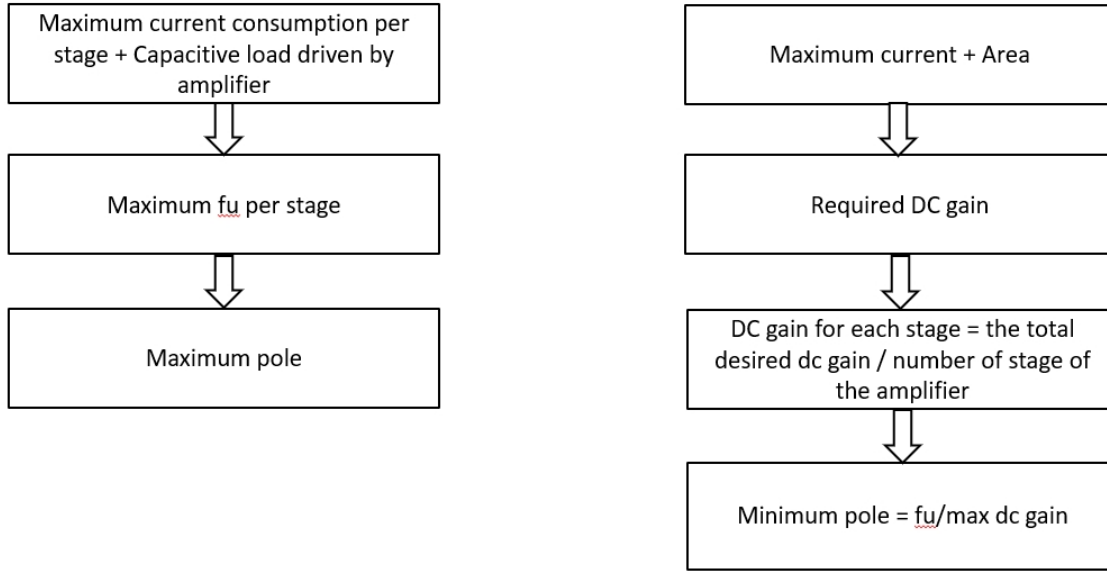 Maximum current consumption per
stage + Capacitive load driven by
amplifier
Maximum fu per stage
Maximum pole
Maximum current + Area
Required DC gain
DC gain for each stage = the total
desired dc gain / number of stage of
the amplifier
Minimum pole = fu/max dc gain